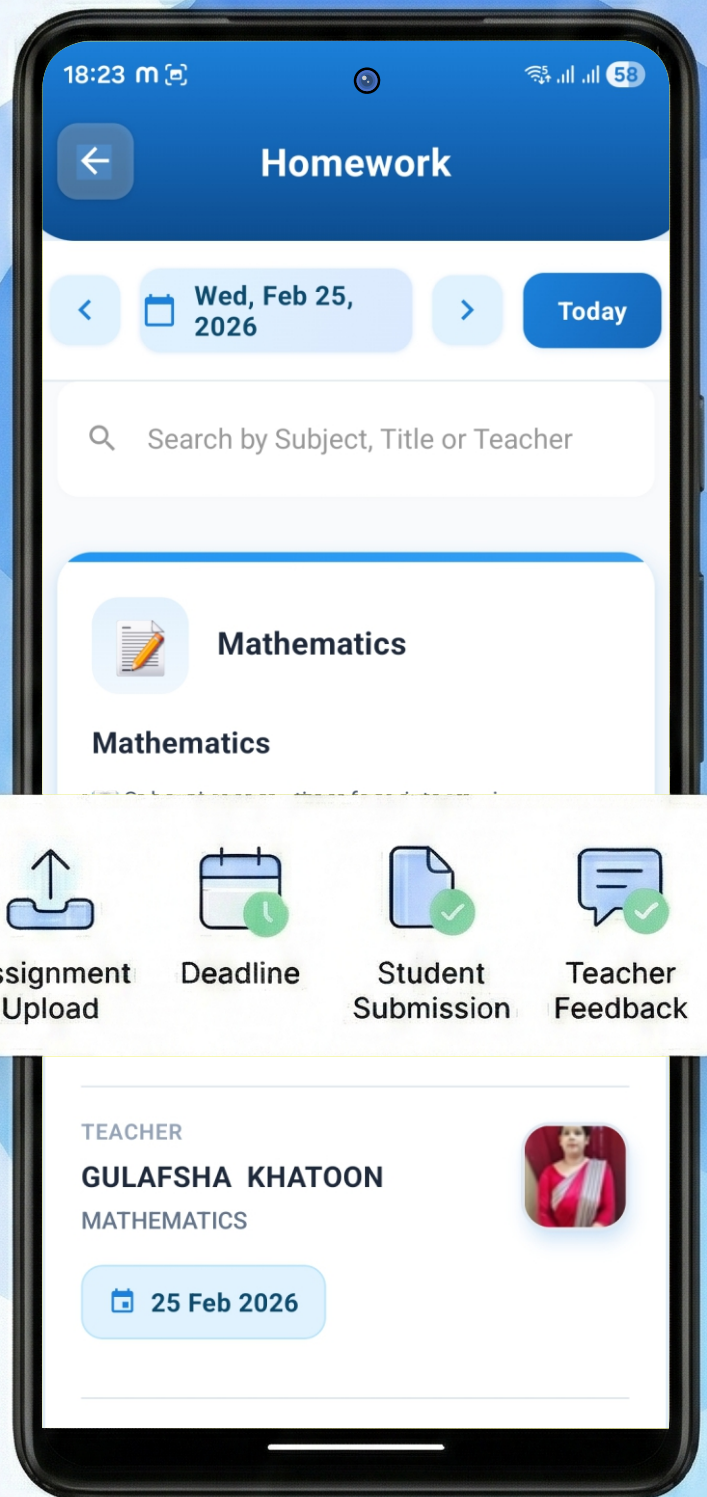 18:23 m
58
Homework
Wed, Feb 25,
2026
Today
Search by Subject, Title or Teacher
Mathematics
Mathematics
Deadline
Student
Submission
Teacher
Feedback
ssignment
Upload
TEACHER
GULAFSHA KHATOON
MATHEMATICS
25 Feb 2026